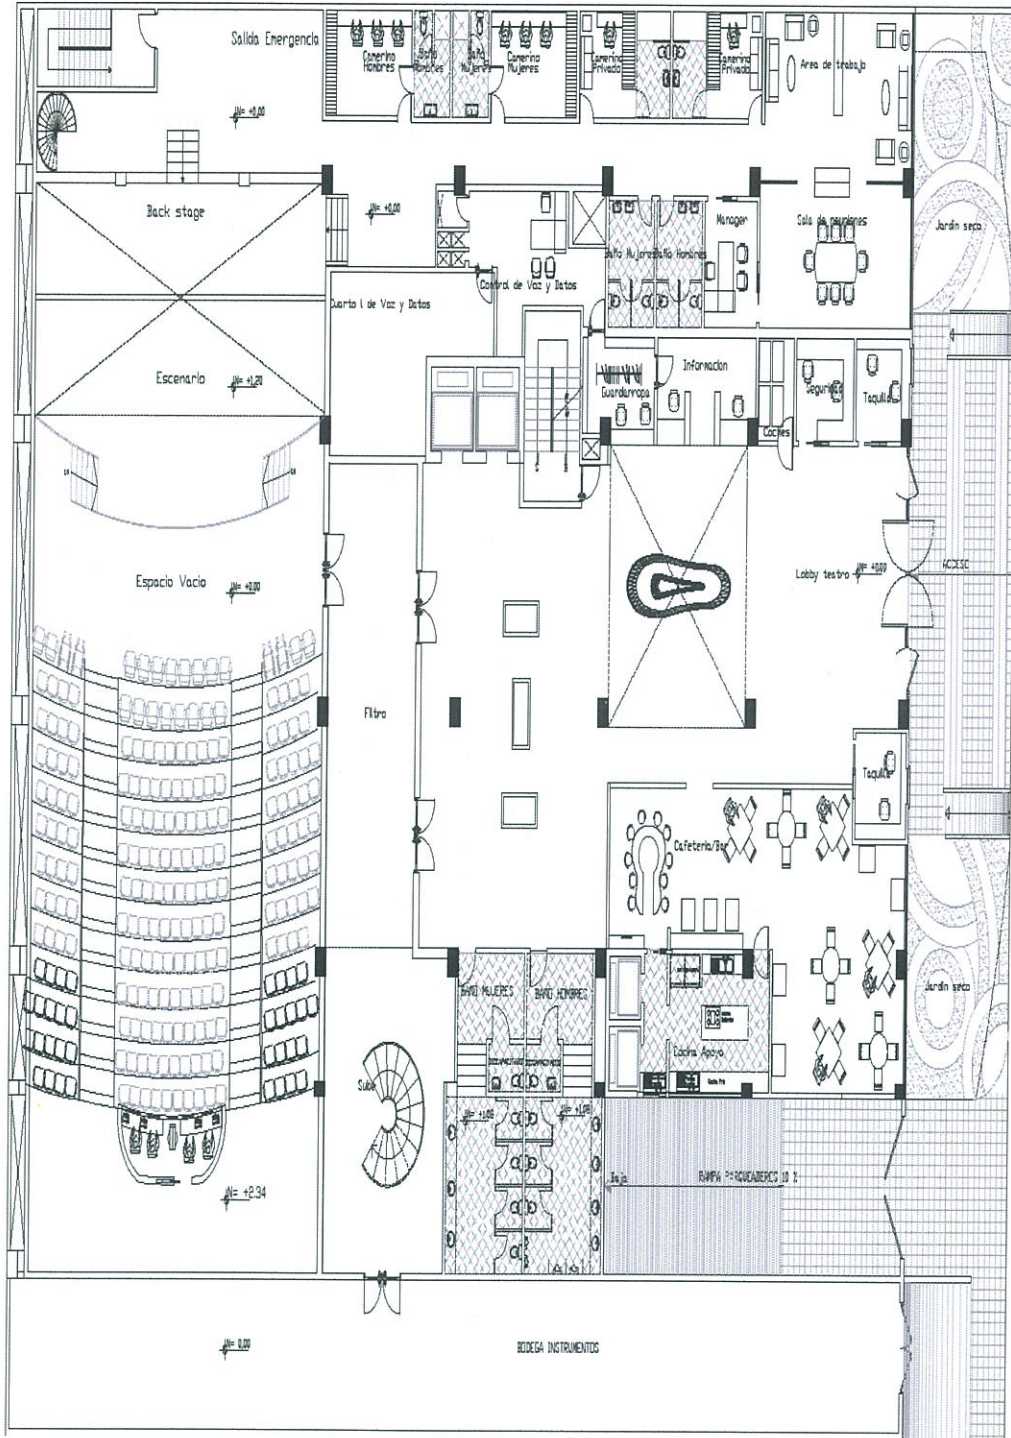 Salida Emergencia
Camerino
Hombres
Baño
Hombres
Baño
Mujeres
Camerino
Mujeres
Camerino
Privado
Camerino
Privado
Area de trabajo
N= +0,00
Back stage
N= +0,00
Manager
Sala de reuniones
Jardin seco
Baño Mujeres
Baño Hombres
Control de Voz y Datos
Cuarto l de Voz y Datos
Escenario
N= +1,20
Guardarropa
Informacion
Coches
Seguridad
Taquilla
Espacio Vacio
N= +0,00
Lobby teatro
N= +0,00
ACCESO
Filtro
Taquilla
Cafeteria/Bar
BAÑO MUJERES
BAÑO HOMBRES
Jardin seco
Cocina Apoyo
Sube
N= +1,08
N= +1,08
Baja
RAMPA PARQUEADEROS 10 %
N= +2,34
N= 0,00
BODEGA INSTRUMENTOS